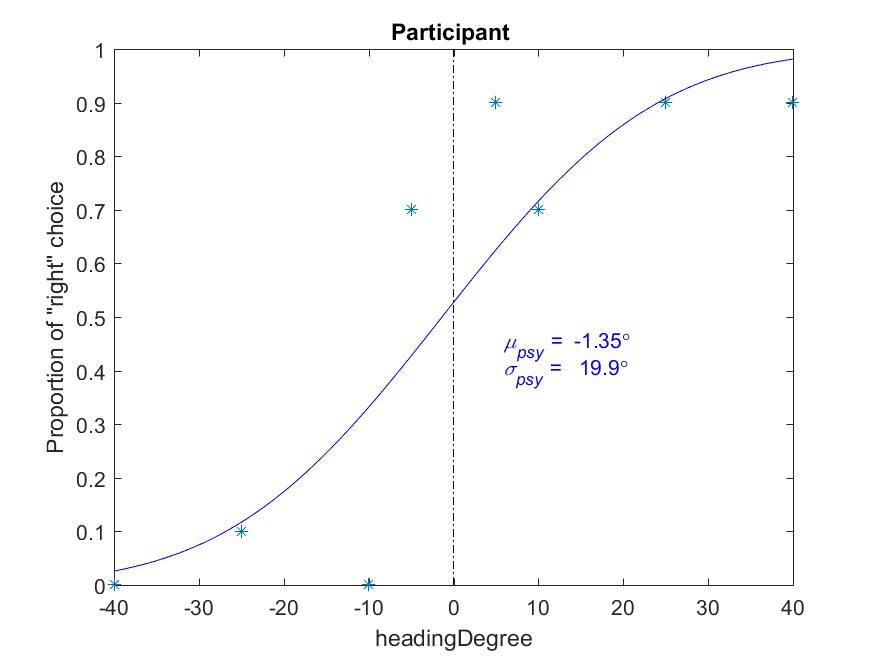 Participant
1
0.9
0.8
0.7
0.6
0.5
0.4
0.3
0.2
0.1
0
Proportion of "right" choice
μpsy = -1.35°
σpsy = 19.9°
-40 -30 -20 -10 0 10 20 30 40
headingDegree